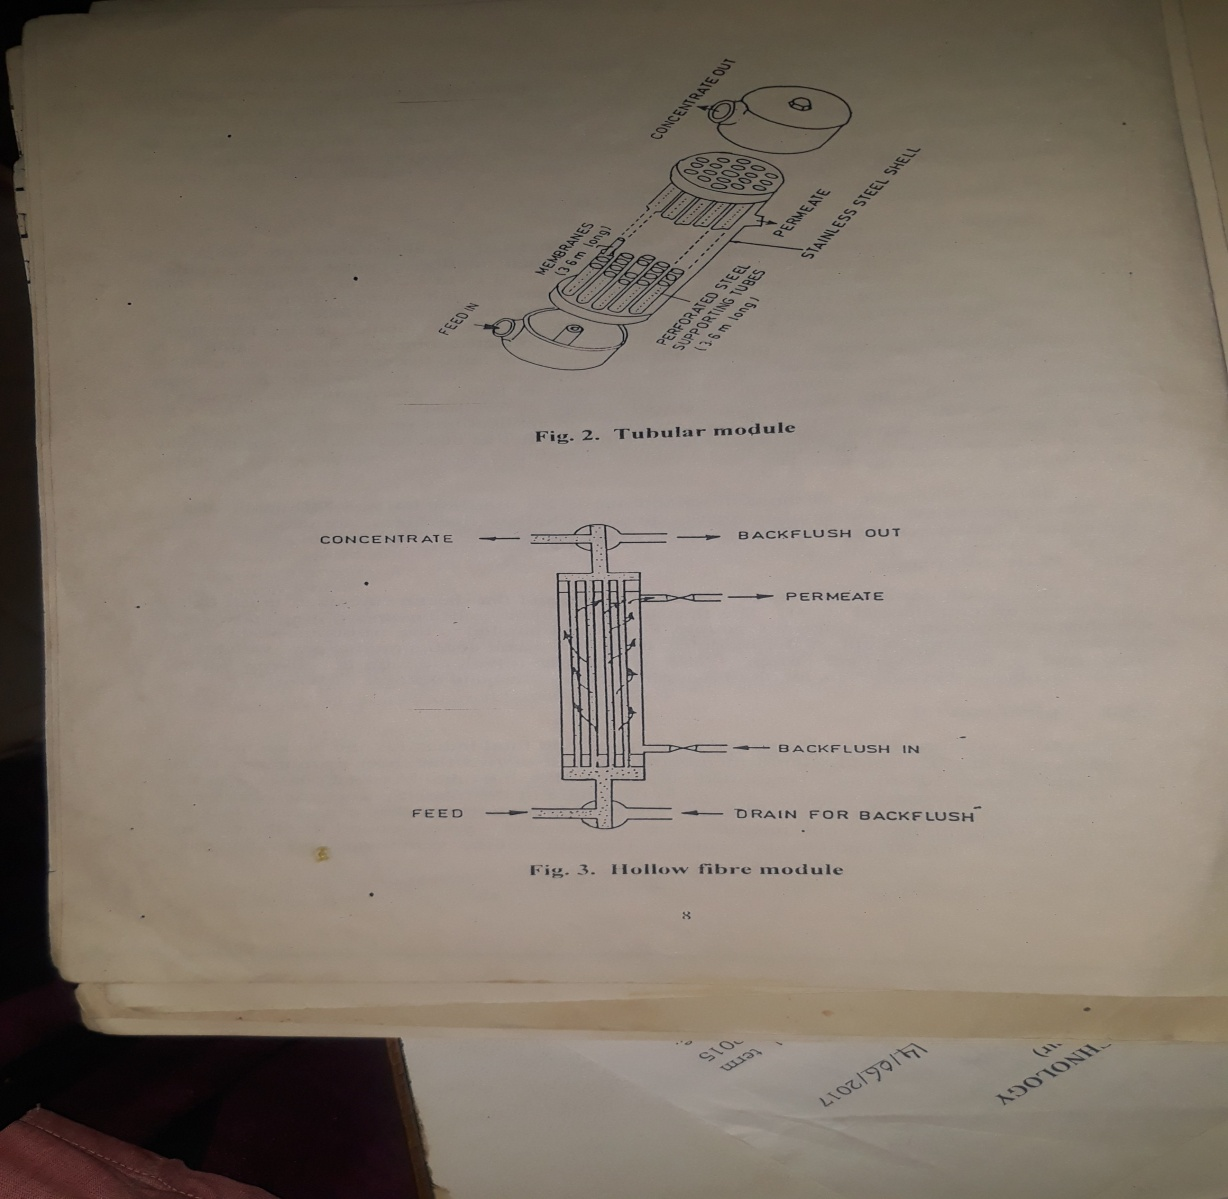 CONCENTRATE OUT
STAINLESS STEEL SHELL
PERMEATE
MEMBRANES
(3·6 m long)
FEED IN
PERFORATED STEEL
SUPPORTING TUBES
(3·6 m long)
Fig. 2. Tubular module
CONCENTRATE
BACKFLUSH OUT
PERMEATE
BACKFLUSH IN
FEED
DRAIN FOR BACKFLUSH
Fig. 3. Hollow fibre module
8
term
14/06/2017